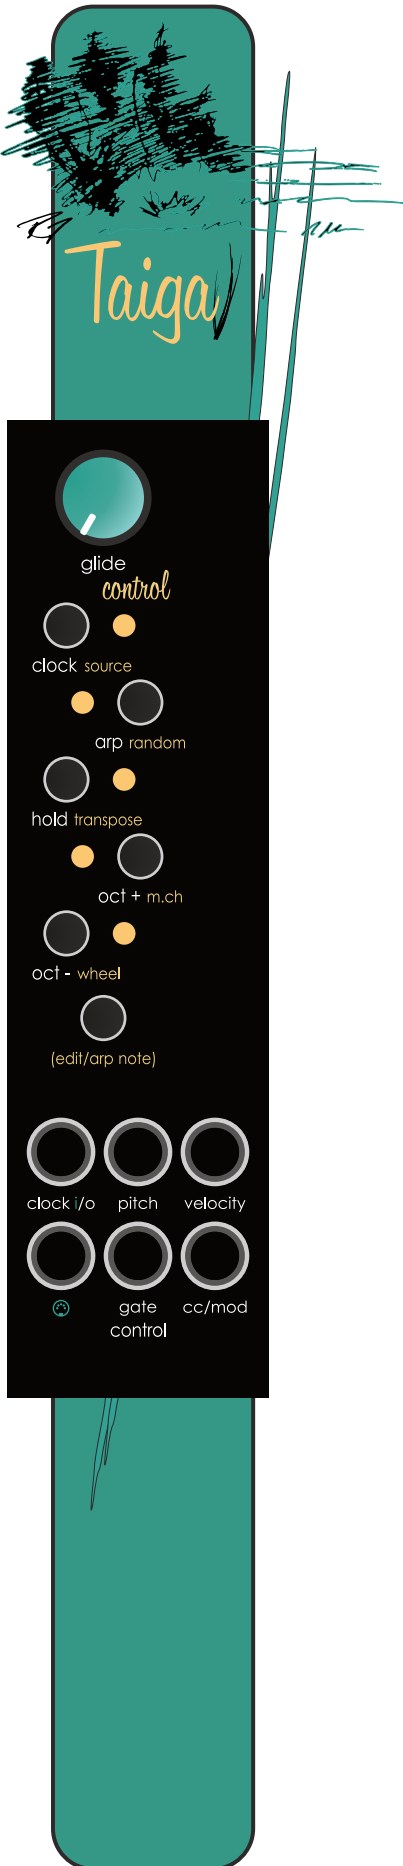 Taiga
glide
control
clock source
arp random
hold transpose
oct + m.ch
oct - wheel
(edit/arp note)
clock i/o pitch velocity
gate cc/mod
control